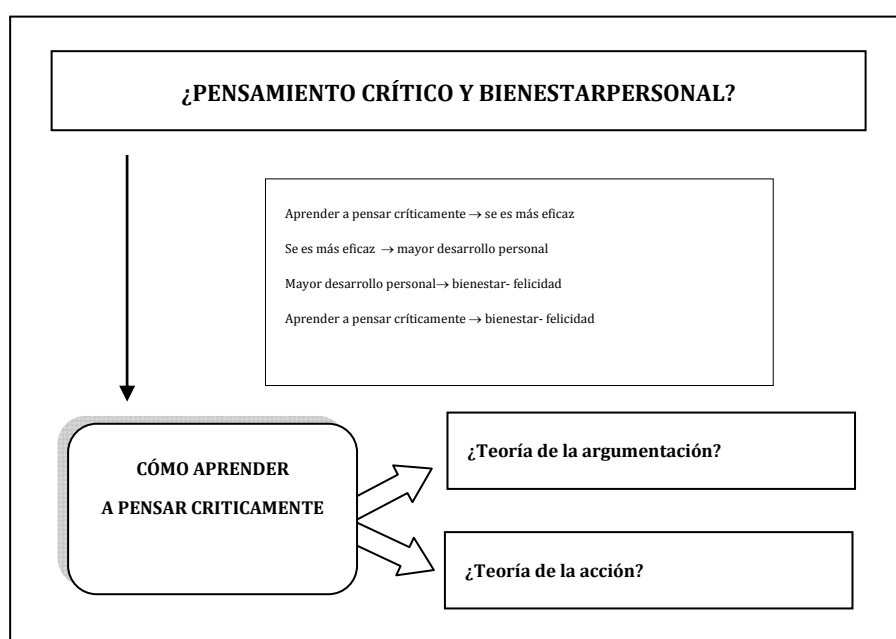 ¿PENSAMIENTO CRÍTICO Y BIENESTARPERSONAL?
Aprender a pensar críticamente → se es más eficaz
Se es más eficaz → mayor desarrollo personal
Mayor desarrollo personal→ bienestar- felicidad
Aprender a pensar críticamente → bienestar- felicidad
CÓMO APRENDER
A PENSAR CRITICAMENTE
¿Teoría de la argumentación?
¿Teoría de la acción?